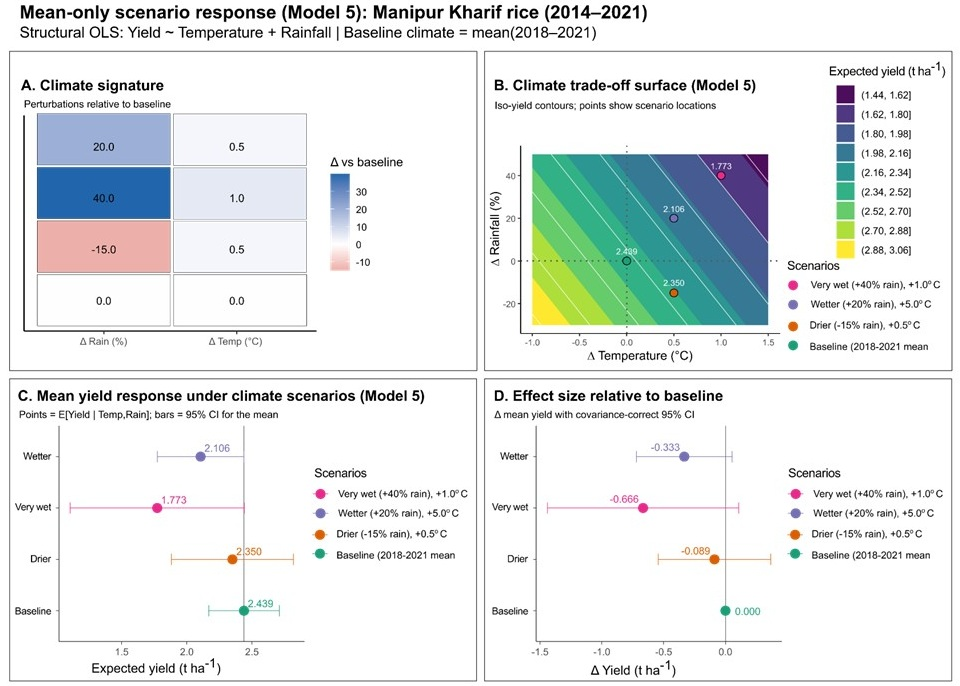 Mean-only scenario response (Model 5): Manipur Kharif rice (2014–2021)
Structural OLS: Yield ~ Temperature + Rainfall | Baseline climate = mean(2018–2021)
A. Climate signature
Perturbations relative to baseline
20.0 0.5
40.0 1.0
-15.0 0.5
0.0 0.0
Δ Rain (%) Δ Temp (°C)
Δ vs baseline
30
20
10
0
-10
B. Climate trade-off surface (Model 5)
Iso-yield contours; points show scenario locations
Δ Rainfall (%)
40
20
0
-20
1.773
2.106
2.439
2.350
-1.0 -0.5 0.0 0.5 1.0 1.5
Δ Temperature (°C)
Expected yield (t ha-1)
(1.44, 1.62]
(1.62, 1.80]
(1.80, 1.98]
(1.98, 2.16]
(2.16, 2.34]
(2.34, 2.52]
(2.52, 2.70]
(2.70, 2.88]
(2.88, 3.06]
Scenarios
Very wet (+40% rain), +1.0°C
Wetter (+20% rain), +5.0°C
Drier (-15% rain), +0.5°C
Baseline (2018-2021 mean
C. Mean yield response under climate scenarios (Model 5)
Points = E[Yield | Temp,Rain]; bars = 95% CI for the mean
Wetter 2.106
Very wet 1.773
Drier 2.350
Baseline 2.439
1.5 2.0 2.5
Expected yield (t ha-1)
Scenarios
Very wet (+40% rain), +1.0°C
Wetter (+20% rain), +5.0°C
Drier (-15% rain), +0.5°C
Baseline (2018-2021 mean
D. Effect size relative to baseline
Δ mean yield with covariance-correct 95% CI
Wetter -0.333
Very wet -0.666
Drier -0.089
Baseline 0.000
-1.5 -1.0 -0.5 0.0
Δ Yield (t ha-1)
Scenarios
Very wet (+40% rain), +1.0°C
Wetter (+20% rain), +5.0°C
Drier (-15% rain), +0.5°C
Baseline (2018-2021 mean